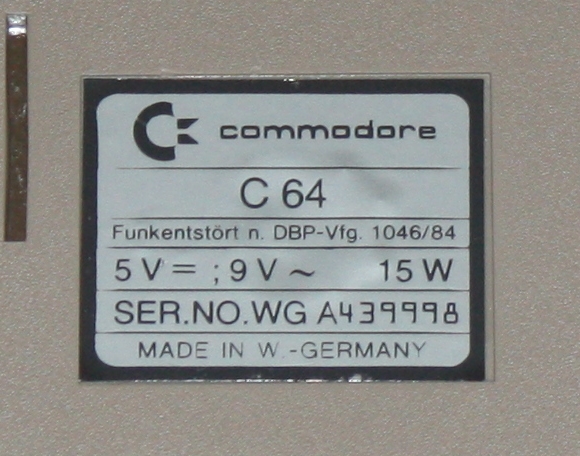 commodore
C 64
Funkentstört n. DBP-Vfg. 1046/84
5 V = ; 9 V ~ 15 W
SER.NO.WG A439998
MADE IN W.-GERMANY